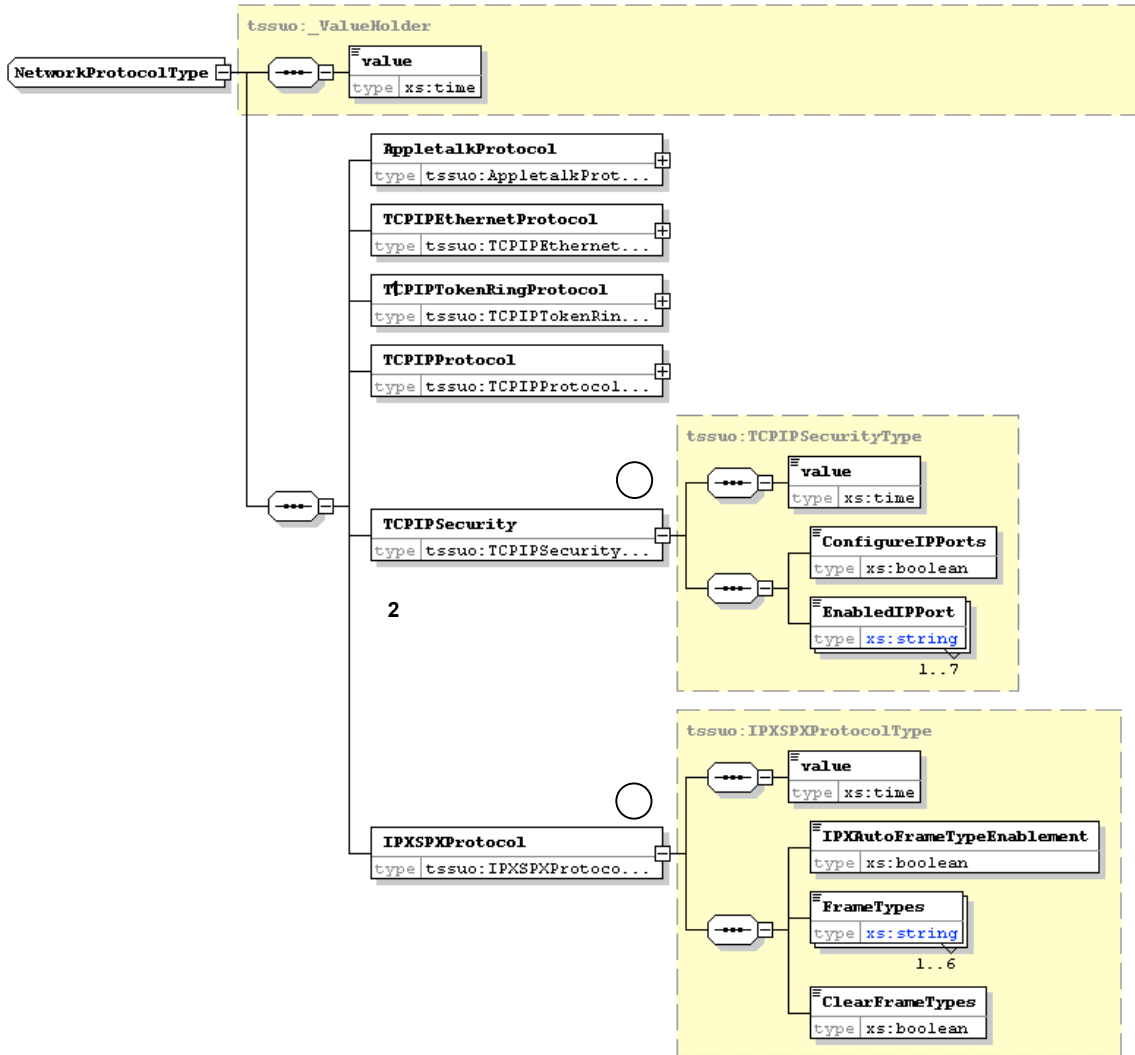 tssuo:_ValueHolder
NetworkProtocolType
value
type xs:time
AppletalkProtocol
type tssuo:AppletalkProt...
TCPIPEthernetProtocol
type tssuo:TCPIPEthernet...
1
TCPIPTokenRingProtocol
type tssuo:TCPIPTokenRin...
TCPIPProtocol
type tssuo:TCPIPProtocol...
TCPIPSecurity
type tssuo:TCPIPSecurity...
2
tssuo:TCPIPSecurityType
value
type xs:time
ConfigureIPPorts
type xs:boolean
EnabledIPPort
type xs:string
1..7
IPXSPXProtocol
type tssuo:IPXSPXProtoco...
tssuo:IPXSPXProtocolType
value
type xs:time
IPXAutoFrameTypeEnablement
type xs:boolean
FrameTypes
type xs:string
1..6
ClearFrameTypes
type xs:boolean